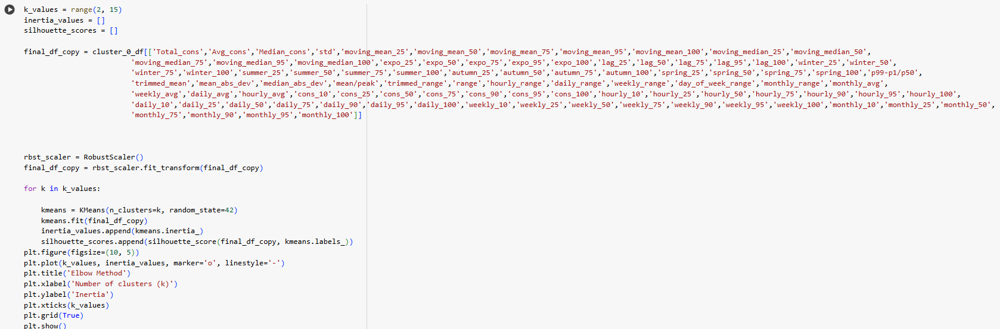 k_values = range(2, 15)
inertia_values = []
silhouette_scores = []
final_df_copy = cluster_0_df[['Total_cons','Avg_cons','Median_cons','std','moving_mean_25','moving_mean_50','moving_mean_75','moving_mean_95','moving_mean_100','moving_median_25','moving_median_50',
'moving_median_75','moving_median_95','moving_median_100','expo_25','expo_50','expo_75','expo_95','expo_100','lag_25','lag_50','lag_75','lag_95','lag_100','winter_25','winter_50',
'winter_75','winter_100','summer_25','summer_50','summer_75','summer_100','autumn_25','autumn_50','autumn_75','autumn_100','spring_25','spring_50','spring_75','spring_100','p99-p1/p50',
'trimmed_mean','mean_abs_dev','median_abs_dev','mean/peak','trimmed_range','range','hourly_range','daily_range','weekly_range','day_of_week_range','monthly_range','monthly_avg',
'weekly_avg','daily_avg','hourly_avg','cons_10','cons_25','cons_50','cons_75','cons_90','cons_95','cons_100','hourly_10','hourly_25','hourly_50','hourly_75','hourly_90','hourly_95','hourly_100',
'daily_10','daily_25','daily_50','daily_75','daily_90','daily_95','daily_100','weekly_10','weekly_25','weekly_50','weekly_75','weekly_90','weekly_95','weekly_100','monthly_10','monthly_25','monthly_50',
'monthly_75','monthly_90','monthly_95','monthly_100']]
rbst_scaler = RobustScaler()
final_df_copy = rbst_scaler.fit_transform(final_df_copy)
for k in k_values:
kmeans = KMeans(n_clusters=k, random_state=42)
kmeans.fit(final_df_copy)
inertia_values.append(kmeans.inertia_)
silhouette_scores.append(silhouette_score(final_df_copy, kmeans.labels_))
plt.figure(figsize=(10, 5))
plt.plot(k_values, inertia_values, marker='o', linestyle='-')
plt.title('Elbow Method')
plt.xlabel('Number of clusters (k)')
plt.ylabel('Inertia')
plt.xticks(k_values)
plt.grid(True)
plt.show()